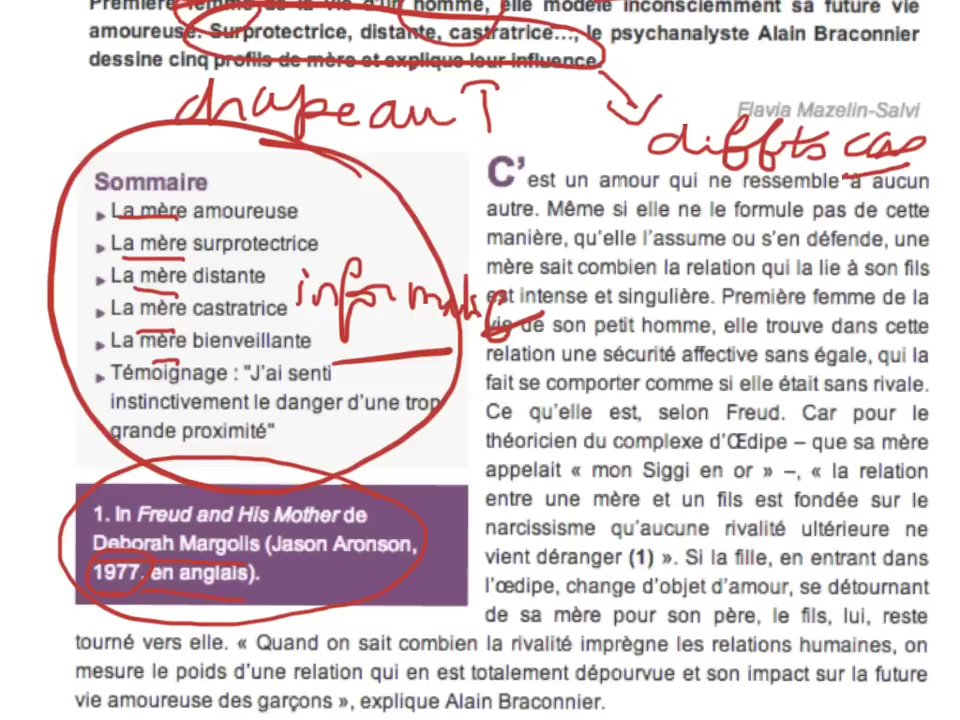 Première femme de la vie d'un homme, elle modèle inconsciemment sa future vie
amoureuse. Surprotectrice, distante, castratrice..., le psychanalyste Alain Braconnier
dessine cinq profils de mère et explique leur influence.
chapeau T
Flavia Mazelin-Salvi
diffts cas
Sommaire
La mère amoureuse
La mère surprotectrice
La mère distante
La mère castratrice
La mère bienveillante
Témoignage : "J'ai senti
instinctivement le danger d'une trop
grande proximité"
1. In Freud and His Mother de
Deborah Margolis (Jason Aronson,
1977, en anglais).
C'est un amour qui ne ressemble à aucun
autre. Même si elle ne le formule pas de cette
manière, qu'elle l'assume ou s'en défende, une
mère sait combien la relation qui la lie à son fils
est intense et singulière. Première femme de la
vie de son petit homme, elle trouve dans cette
relation une sécurité affective sans égale, qui la
fait se comporter comme si elle était sans rivale.
Ce qu'elle est, selon Freud. Car pour le
théoricien du complexe d'Œdipe – que sa mère
appelait « mon Siggi en or » –, « la relation
entre une mère et un fils est fondée sur le
narcissisme qu'aucune rivalité ultérieure ne
vient déranger (1) ». Si la fille, en entrant dans
l'œdipe, change d'objet d'amour, se détournant
de sa mère pour son père, le fils, lui, reste
tourné vers elle. « Quand on sait combien la rivalité imprègne les relations humaines, on
mesure le poids d'une relation qui en est totalement dépourvue et son impact sur la future
vie amoureuse des garçons », explique Alain Braconnier.